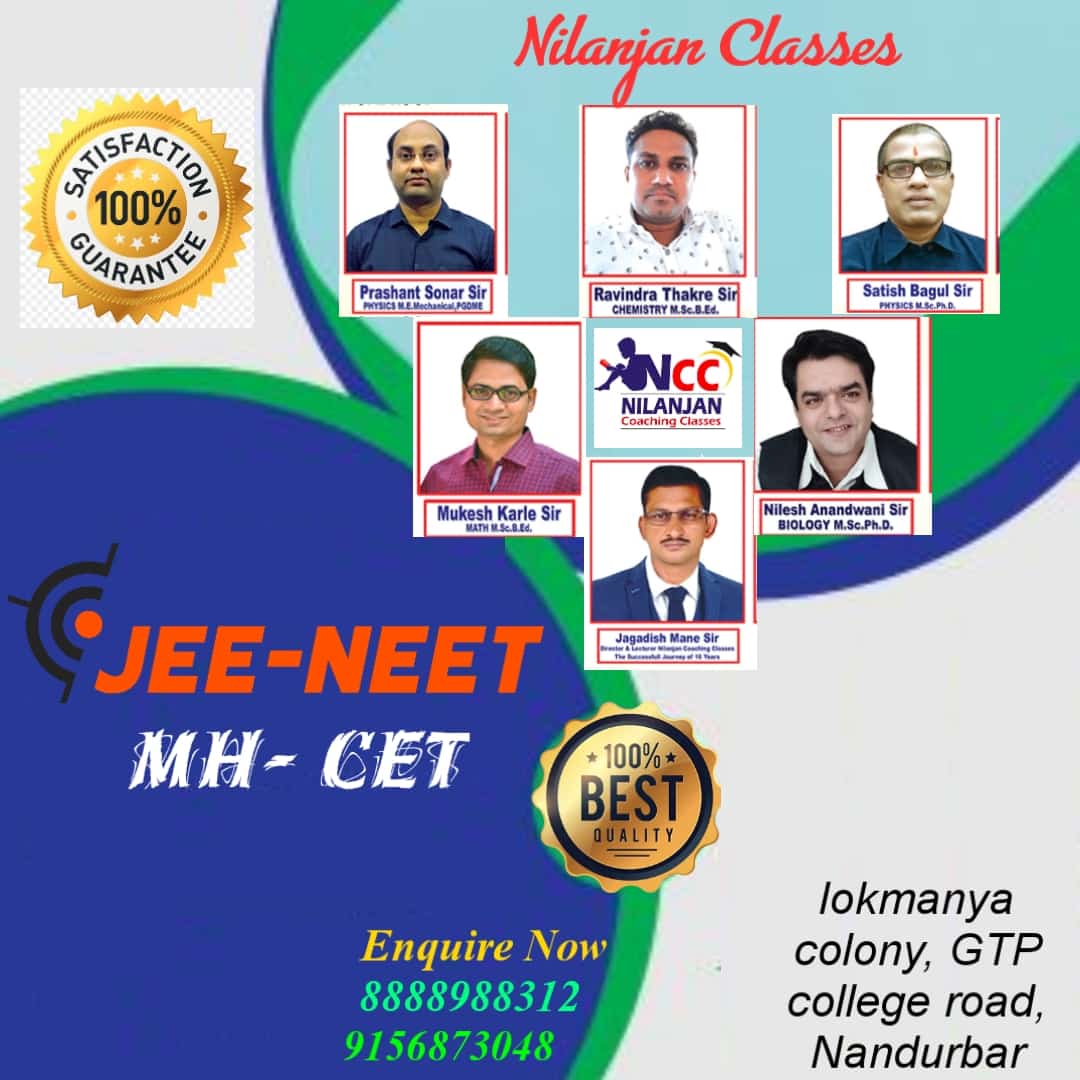 Nilanjan Classes
SATISFACTION
100%
GUARANTEE
Prashant Sonar Sir
PHYSICS M.E.Mechanical,PGDME
Ravindra Thakre Sir
CHEMISTRY M.Sc.B.Ed.
Satish Bagul Sir
PHYSICS M.Sc.Ph.D.
Mukesh Karle Sir
MATH M.Sc.B.Ed.
NCC
NILANJAN
Coaching Classes
Nilesh Anandwani Sir
BIOLOGY M.Sc.Ph.D.
Jagadish Mane Sir
Director & Lecturer Nilanjan Coaching Classes
The Successfull Journey of 16 Years
JEE-NEET
MH- CET
100%
BEST
QUALITY
Enquire Now
8888988312
9156873048
lokmanya
colony, GTP
college road,
Nandurbar